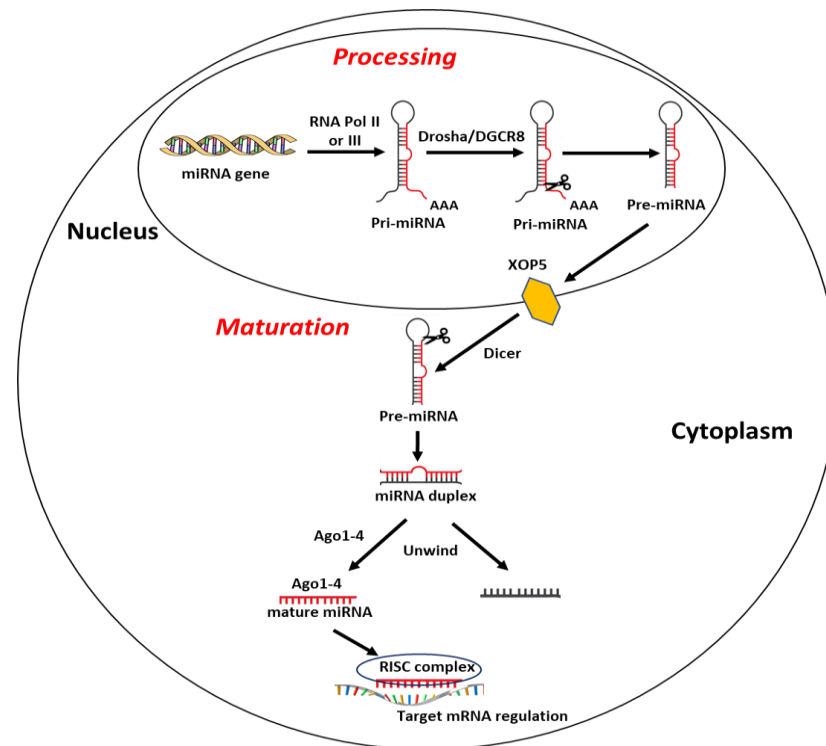 Processing
RNA Pol II
or III
Drosha/DGCR8
miRNA gene
AAA
Pri-miRNA
AAA
Pri-miRNA
Pre-miRNA
Nucleus
XOP5
Maturation
Dicer
Pre-miRNA
Cytoplasm
miRNA duplex
Ago1-4
Unwind
Ago1-4
mature miRNA
RISC complex
Target mRNA regulation